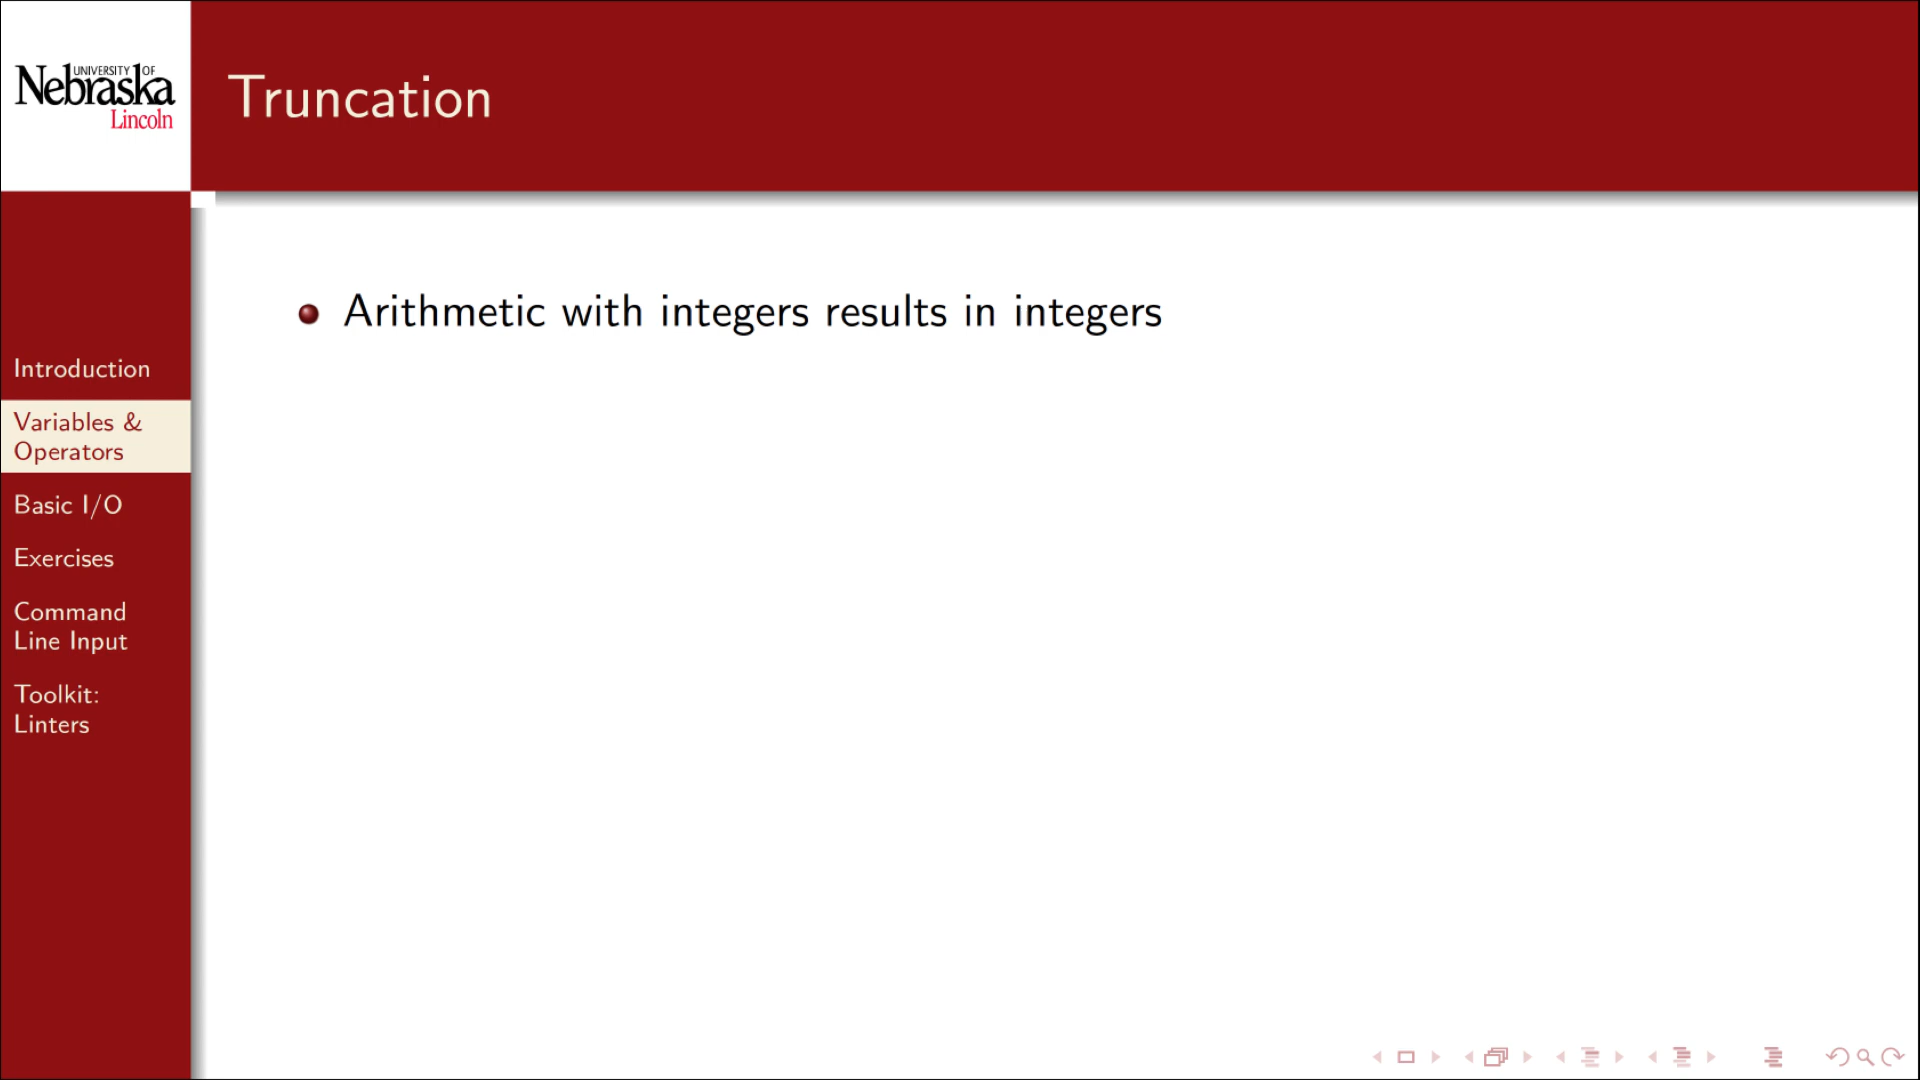 UNIVERSITY OF
Nebraska
Lincoln
Truncation
Arithmetic with integers results in integers
Introduction
Variables &
Operators
Basic I/O
Exercises
Command
Line Input
Toolkit:
Linters